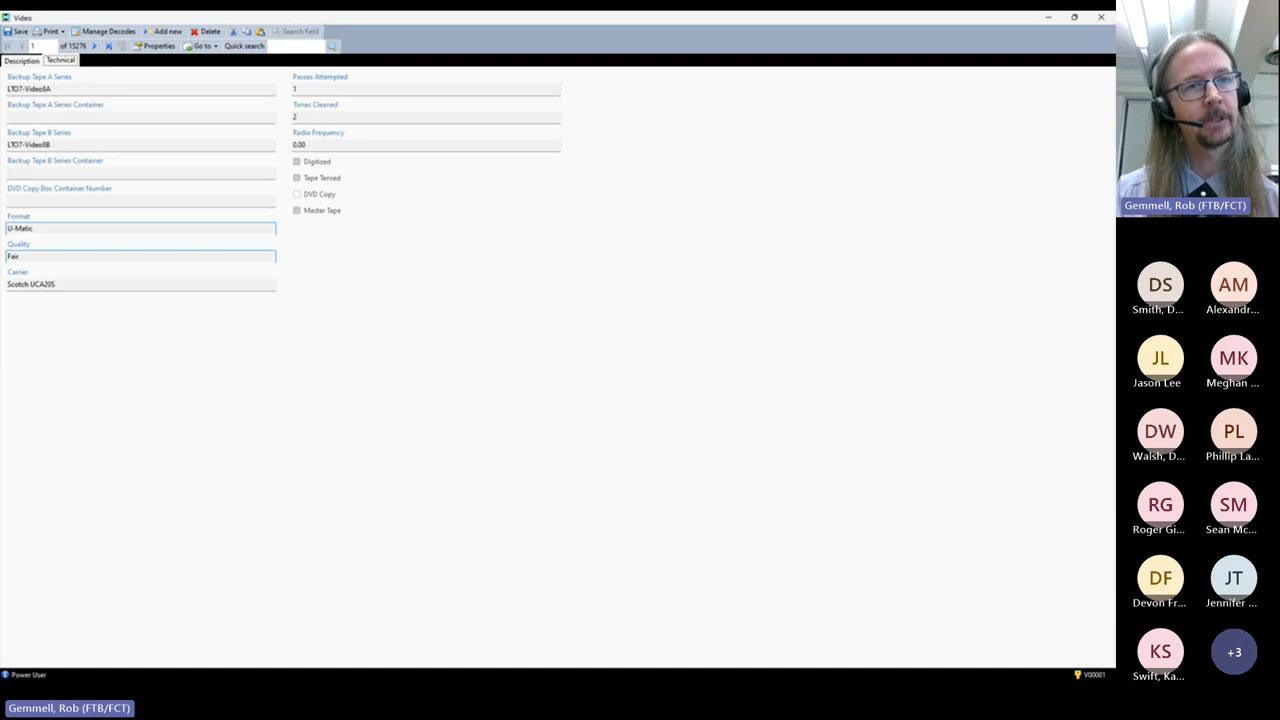 Video
Save Print Manage Decodes Add new Delete Search field
1 of 15276 Properties Go to Quick search
Description Technical
Backup Tape A Series
LTO7-Video8A
Backup Tape A Series Container
Backup Tape B Series
LTO7-Video8B
Backup Tape B Series Container
DVD Copy Box Container Number
Format
U-Matic
Quality
Fair
Carrier
Scotch UCA20S
Passes Attempted
1
Times Cleaned
2
Radio Frequency
0.00
Digitized
Tape Tensed
DVD Copy
Master Tape
Power User
V00001
Gemmell, Rob (FTB/FCT)
Gemmell, Rob (FTB/FCT)
DS AM
Smith, D... Alexandr...
JL MK
Jason Lee Meghan ...
DW PL
Walsh, D... Phillip La...
RG SM
Roger Gi... Sean Mc...
DF JT
Devon Fr... Jennifer ...
KS +3
Swift, Ka...